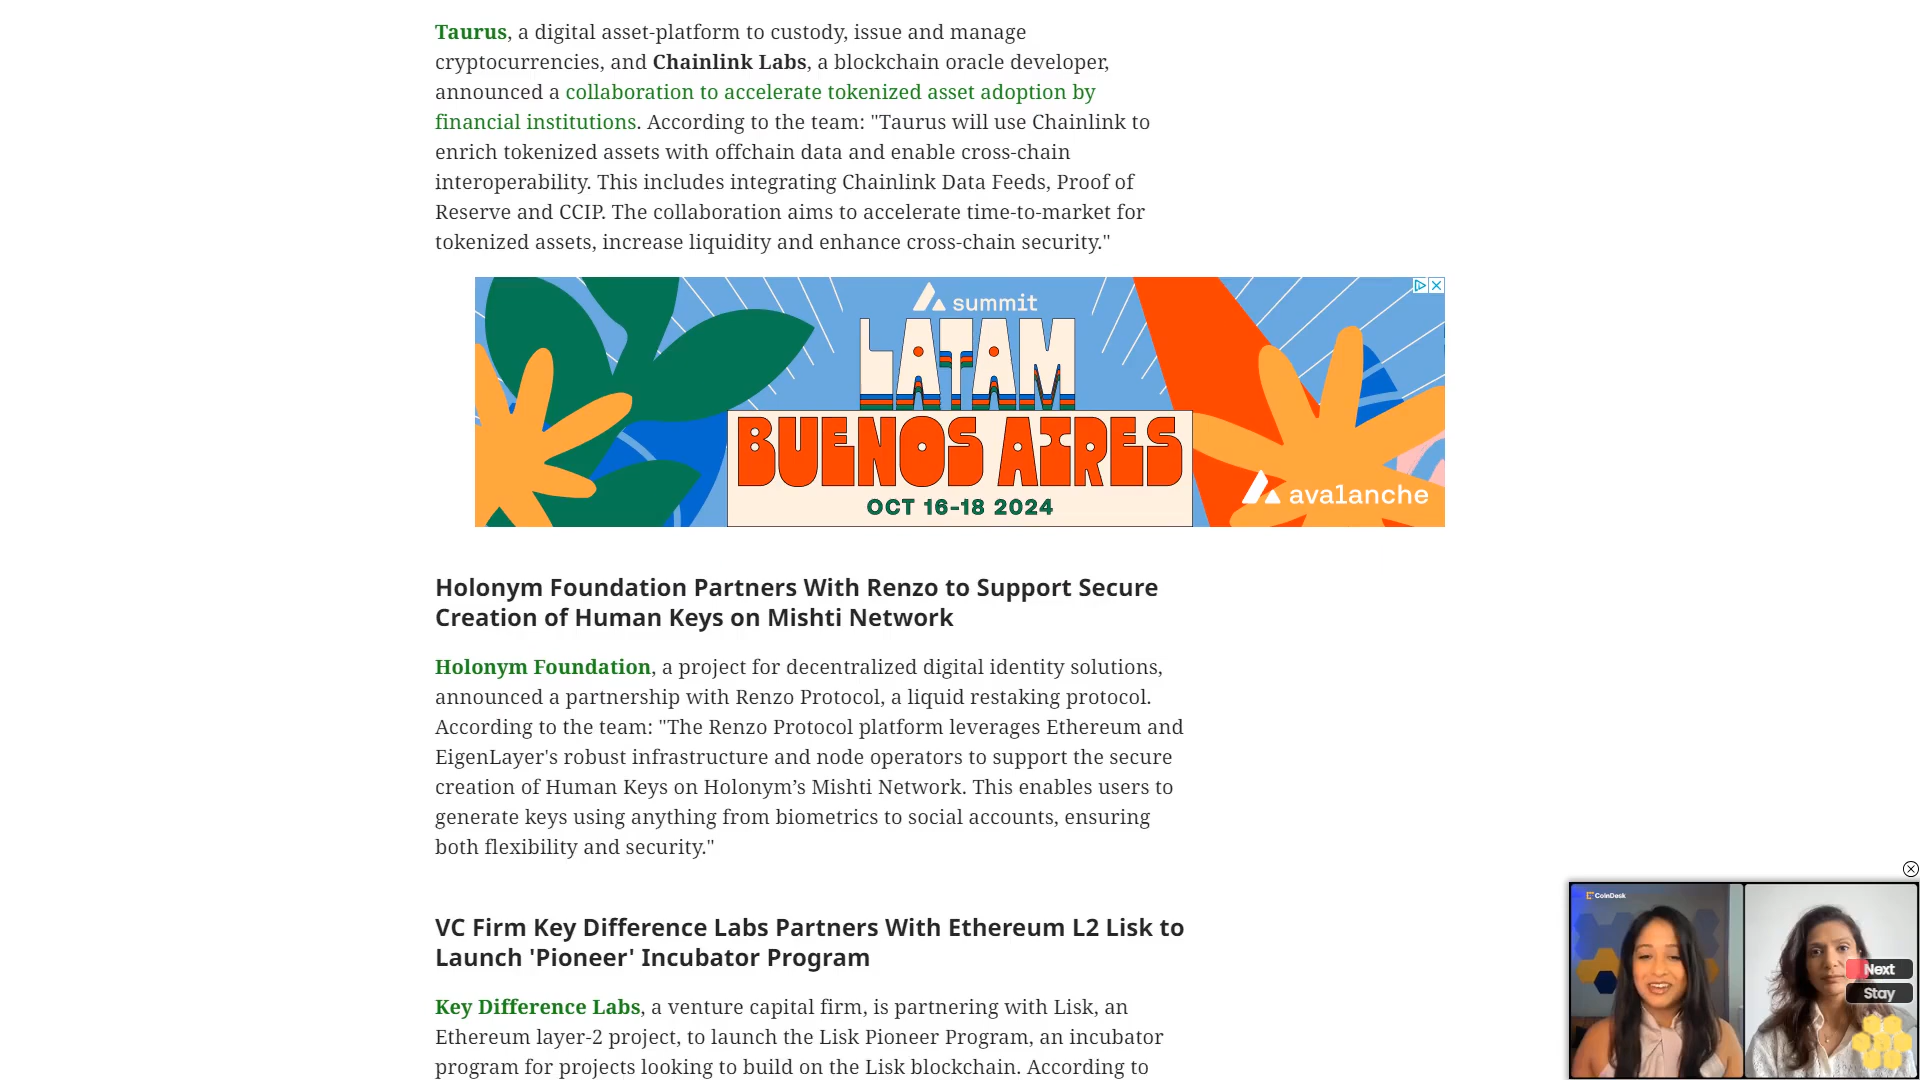 Taurus, a digital asset-platform to custody, issue and manage
cryptocurrencies, and Chainlink Labs, a blockchain oracle developer,
announced a collaboration to accelerate tokenized asset adoption by
financial institutions. According to the team: "Taurus will use Chainlink to
enrich tokenized assets with offchain data and enable cross-chain
interoperability. This includes integrating Chainlink Data Feeds, Proof of
Reserve and CCIP. The collaboration aims to accelerate time-to-market for
tokenized assets, increase liquidity and enhance cross-chain security."
summit
LATAM
BUENOS AIRES
OCT 16-18 2024
avalanche
Holonym Foundation Partners With Renzo to Support Secure
Creation of Human Keys on Mishti Network
Holonym Foundation, a project for decentralized digital identity solutions,
announced a partnership with Renzo Protocol, a liquid restaking protocol.
According to the team: "The Renzo Protocol platform leverages Ethereum and
EigenLayer's robust infrastructure and node operators to support the secure
creation of Human Keys on Holonym’s Mishti Network. This enables users to
generate keys using anything from biometrics to social accounts, ensuring
both flexibility and security."
VC Firm Key Difference Labs Partners With Ethereum L2 Lisk to
Launch 'Pioneer' Incubator Program
Key Difference Labs, a venture capital firm, is partnering with Lisk, an
Ethereum layer-2 project, to launch the Lisk Pioneer Program, an incubator
program for projects looking to build on the Lisk blockchain. According to
CoinDesk
Next
Stay